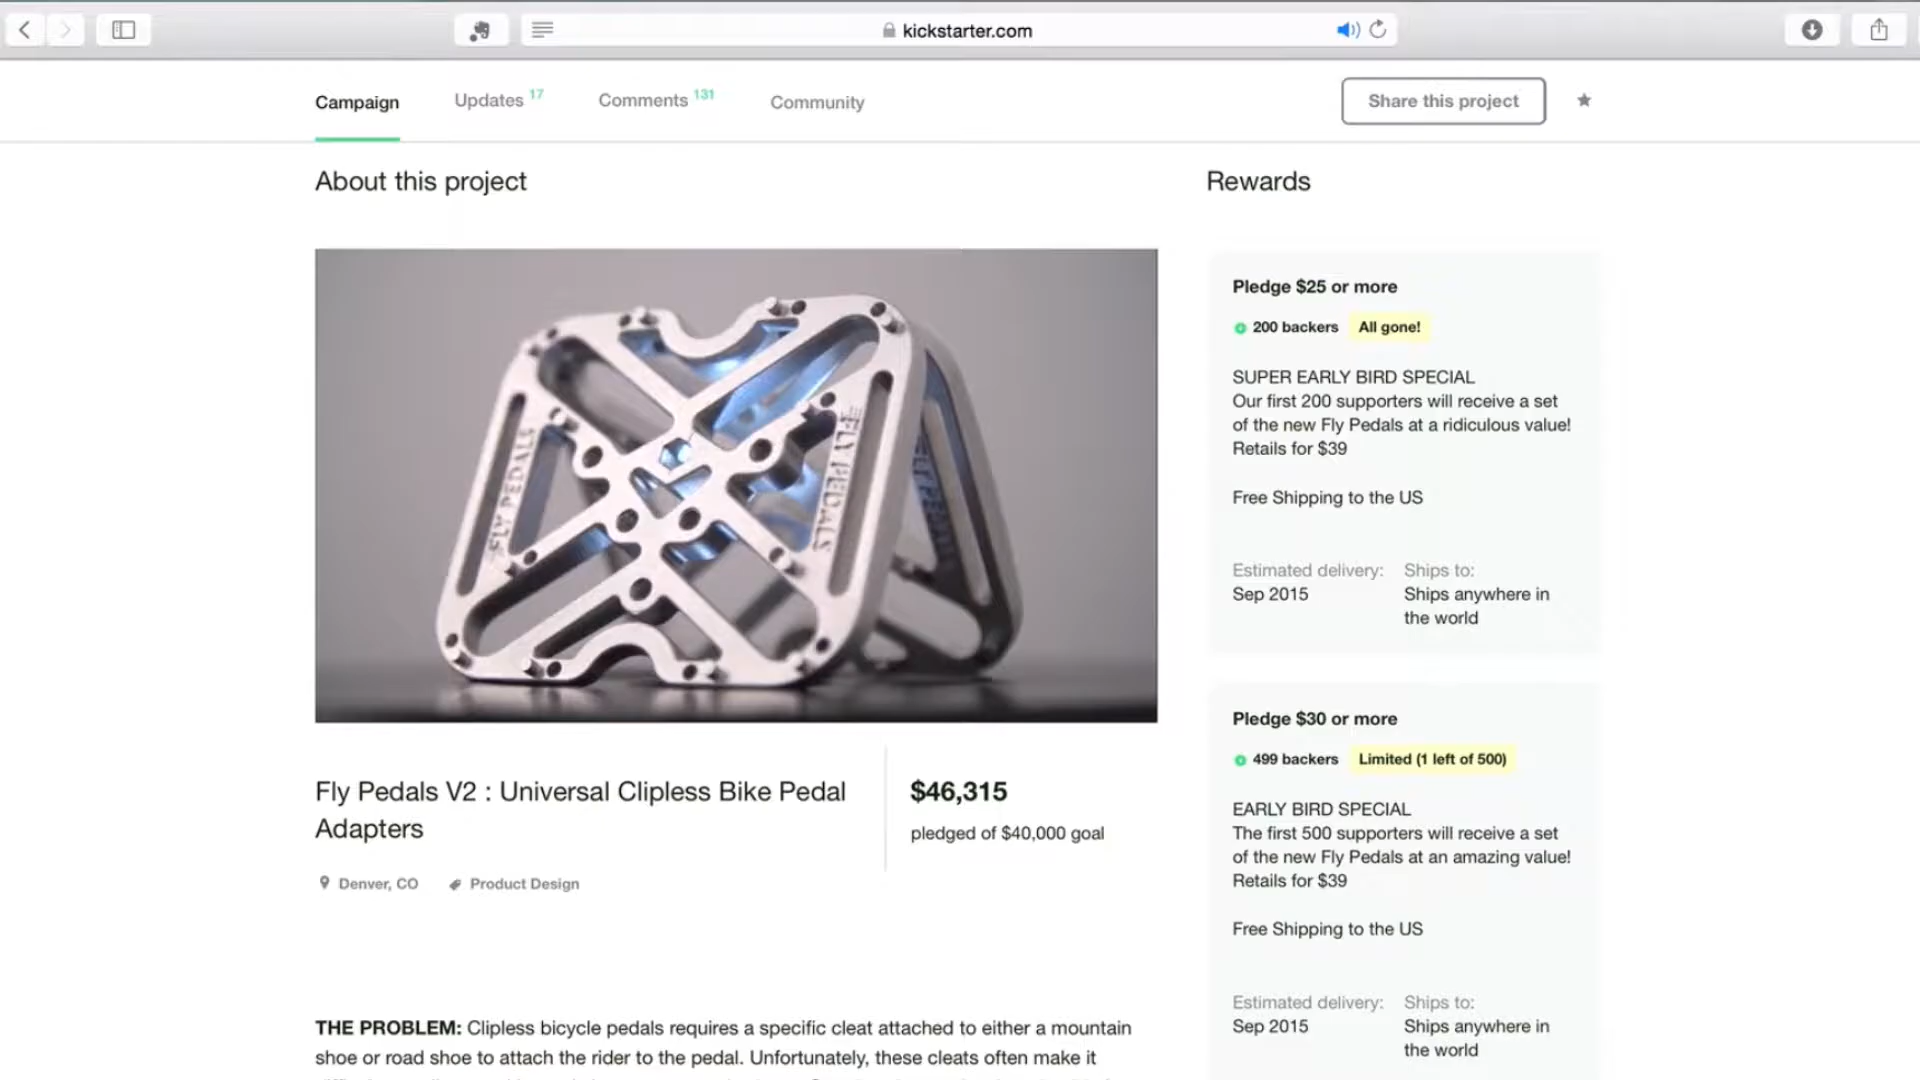 kickstarter.com
Campaign
Updates 17
Comments 131
Community
Share this project
About this project
Rewards
FLY PEDALS
FLY PEDALS
Fly Pedals V2 : Universal Clipless Bike Pedal
Adapters
$46,315
pledged of $40,000 goal
Denver, CO
Product Design
THE PROBLEM: Clipless bicycle pedals requires a specific cleat attached to either a mountain
shoe or road shoe to attach the rider to the pedal. Unfortunately, these cleats often make it
Pledge $25 or more
200 backers All gone!
SUPER EARLY BIRD SPECIAL
Our first 200 supporters will receive a set
of the new Fly Pedals at a ridiculous value!
Retails for $39
Free Shipping to the US
Estimated delivery: Ships to:
Sep 2015 Ships anywhere in
the world
Pledge $30 or more
499 backers Limited (1 left of 500)
EARLY BIRD SPECIAL
The first 500 supporters will receive a set
of the new Fly Pedals at an amazing value!
Retails for $39
Free Shipping to the US
Estimated delivery: Ships to:
Sep 2015 Ships anywhere in
the world